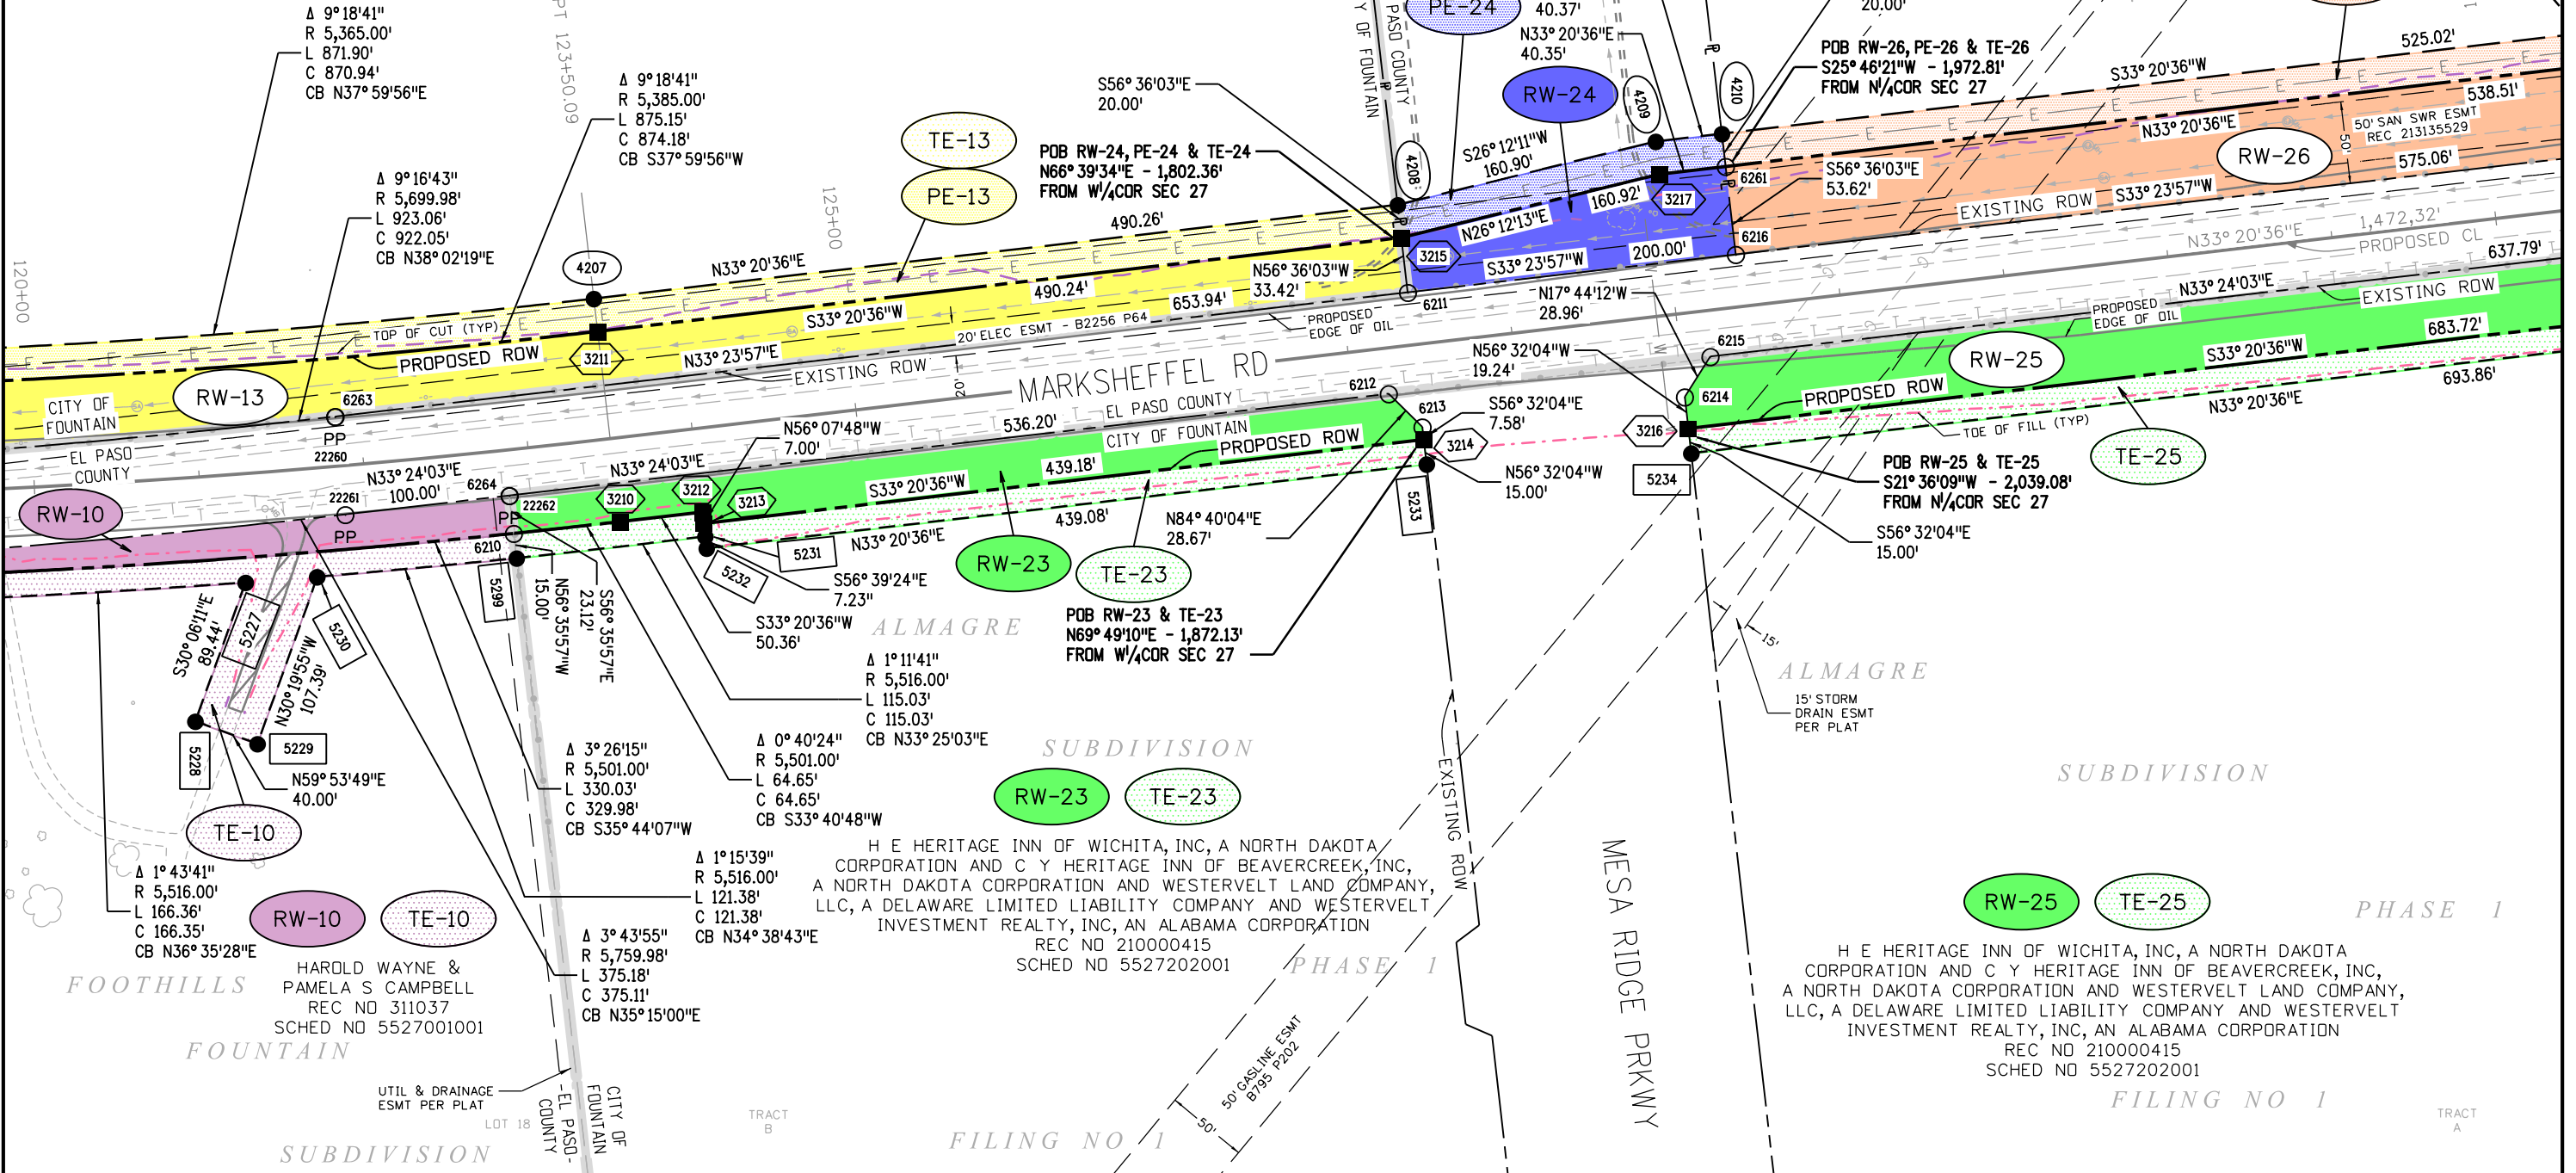 Δ 9°18'41"
R 5,365.00'
L 871.90'
C 870.94'
CB N37°59'56"E
PT 123+50.09
Δ 9°18'41"
R 5,385.00'
L 875.15'
C 874.18'
CB S37°59'56"W
Δ 9°16'43"
R 5,699.98'
L 923.06'
C 922.05'
CB N38°02'19"E
120+00
125+00
TE-13
PE-13
S56°36'03"E
20.00'
POB RW-24, PE-24 & TE-24
N66°39'34"E - 1,802.36'
FROM W¼COR SEC 27
Y OF FOUNTAIN
PASO COUNTY
PE-24
40.37'
N33°20'36"E
40.35'
RW-24
20.00'
POB RW-26, PE-26 & TE-26
S25°46'21"W - 1,972.81'
FROM N¼COR SEC 27
4208
4209
4210
525.02'
S33°20'36"W
538.51'
N33°20'36"E
50' SAN SWR ESMT
REC 213135529
50'
575.06'
RW-26
S56°36'03"E
53.62'
6261
S33°23'57"W
EXISTING ROW
6216
1,472,32'
N33°20'36"E
PROPOSED CL
637.79'
S26°12'11"W
160.90'
160.92'
N26°12'13"E
3217
3215
200.00'
S33°23'57"W
6211
490.26'
N33°20'36"E
4207
490.24'
S33°20'36"W
653.94'
N56°36'03"W
33.42'
TOP OF CUT (TYP)
PROPOSED ROW
3211
20' ELEC ESMT - B2256 P64
PROPOSED
EDGE OF OIL
N33°23'57"E
EXISTING ROW
20'
RW-13
CITY OF
FOUNTAIN
6263
PP
22260
EL PASO
COUNTY
MARKSHEFFEL RD
N17°44'12"W
28.96'
N56°32'04"W
19.24'
6215
6214
6212
6213
N33°24'03"E
EXISTING ROW
PROPOSED
EDGE OF OIL
RW-25
683.72'
S33°20'36"W
PROPOSED ROW
693.86'
N33°20'36"E
TOE OF FILL (TYP)
TE-25
3216
5234
POB RW-25 & TE-25
S21°36'09"W - 2,039.08'
FROM N¼COR SEC 27
S56°32'04"E
15.00'
S56°32'04"E
7.58'
3214
N56°32'04"W
15.00'
5233
536.20'
EL PASO COUNTY
CITY OF FOUNTAIN
PROPOSED ROW
439.18'
S33°20'36"W
439.08'
N33°20'36"E
N84°40'04"E
28.67'
RW-23
TE-23
POB RW-23 & TE-23
N69°49'10"E - 1,872.13'
FROM W¼COR SEC 27
N56°07'48"W
7.00'
N33°24'03"E
3210
3212
3213
5231
5232
S56°39'24"E
7.23"
S33°20'36"W
50.36'
N33°24'03"E
100.00'
6264
22261
22262
PP
PP
6210
5299
N56°35'57"W
15.00'
S56°35'57"E
23.12'
RW-10
5227
5230
S30°06'11"E
89.44'
N30°19'55"W
107.39'
5228
5229
N59°53'49"E
40.00'
TE-10
Δ 1°11'41"
R 5,516.00'
L 115.03'
C 115.03'
CB N33°25'03"E
Δ 0°40'24"
R 5,501.00'
L 64.65'
C 64.65'
CB S33°40'48"W
Δ 3°26'15"
R 5,501.00'
L 330.03'
C 329.98'
CB S35°44'07"W
Δ 1°15'39"
R 5,516.00'
L 121.38'
C 121.38'
CB N34°38'43"E
Δ 3°43'55"
R 5,759.98'
L 375.18'
C 375.11'
CB N35°15'00"E
Δ 1°43'41"
R 5,516.00'
L 166.36'
C 166.35'
CB N36°35'28"E
RW-10
TE-10
HAROLD WAYNE &
PAMELA S CAMPBELL
REC NO 311037
SCHED NO 5527001001
FOOTHILLS
FOUNTAIN
SUBDIVISION
UTIL & DRAINAGE
ESMT PER PLAT
LOT 18
EL PASO-
COUNTY
CITY OF
FOUNTAIN
TRACT
B
ALMAGRE
SUBDIVISION
RW-23
TE-23
H E HERITAGE INN OF WICHITA, INC, A NORTH DAKOTA
CORPORATION AND C Y HERITAGE INN OF BEAVERCREEK, INC,
A NORTH DAKOTA CORPORATION AND WESTERVELT LAND COMPANY,
LLC, A DELAWARE LIMITED LIABILITY COMPANY AND WESTERVELT
INVESTMENT REALTY, INC, AN ALABAMA CORPORATION
REC NO 210000415
SCHED NO 5527202001
PHASE 1
FILING NO 1
50' GASLINE ESMT
B795 P202
50'
EXISTING ROW
MESA RIDGE PRKWY
15'
15' STORM
DRAIN ESMT
PER PLAT
ALMAGRE
SUBDIVISION
PHASE 1
RW-25
TE-25
H E HERITAGE INN OF WICHITA, INC, A NORTH DAKOTA
CORPORATION AND C Y HERITAGE INN OF BEAVERCREEK, INC,
A NORTH DAKOTA CORPORATION AND WESTERVELT LAND COMPANY,
LLC, A DELAWARE LIMITED LIABILITY COMPANY AND WESTERVELT
INVESTMENT REALTY, INC, AN ALABAMA CORPORATION
REC NO 210000415
SCHED NO 5527202001
FILING NO 1
TRACT
A